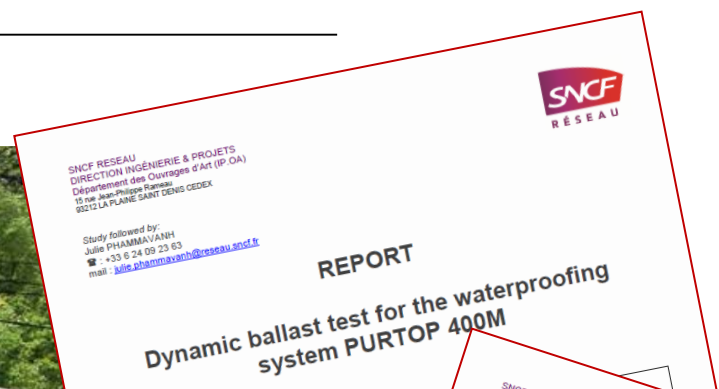 SNCF
RÉSEAU
SNCF RESEAU
DIRECTION INGÉNIERIE & PROJETS
Département des Ouvrages d'Art (IP.OA)
15 rue Jean-Philippe Rameau
93212 LA PLAINE SAINT DENIS CEDEX
Study followed by:
Julie PHAMMAVANH
☎ : +33 6 24 09 23 63
mail : julie.phammavanh@reseau.sncf.fr
REPORT
Dynamic ballast test for the waterproofing
system PURTOP 400M